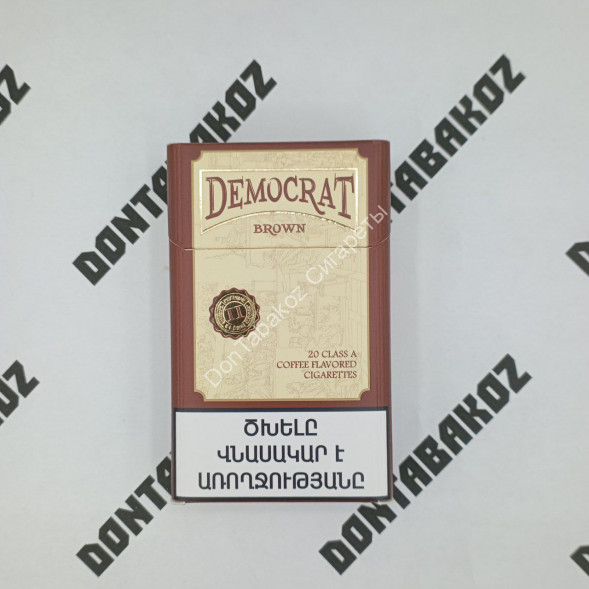 DEMOCRAT
BROWN
20 CLASS A
COFFEE FLAVORED
CIGARETTES
ԾԽԵԼԸ
ՎՆԱՍԱԿԱՐ է
ԱՌՈՂՋՈՒԹՅԱՆԸ
DonTabakoz Сигареты
DONTABAKOZ
DONTABAKOZ
DONTABAKOZ
DONTABAKOZ